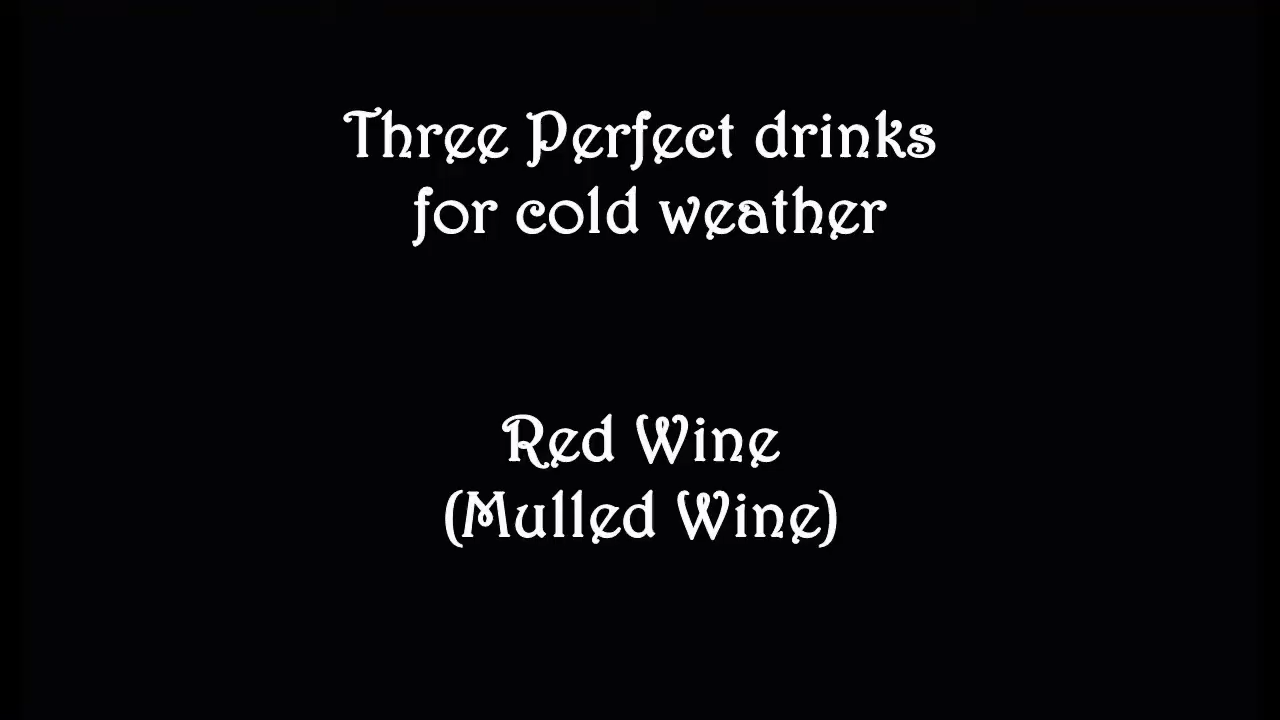 Three Perfect drinks
for cold weather
Red Wine
(Mulled Wine)